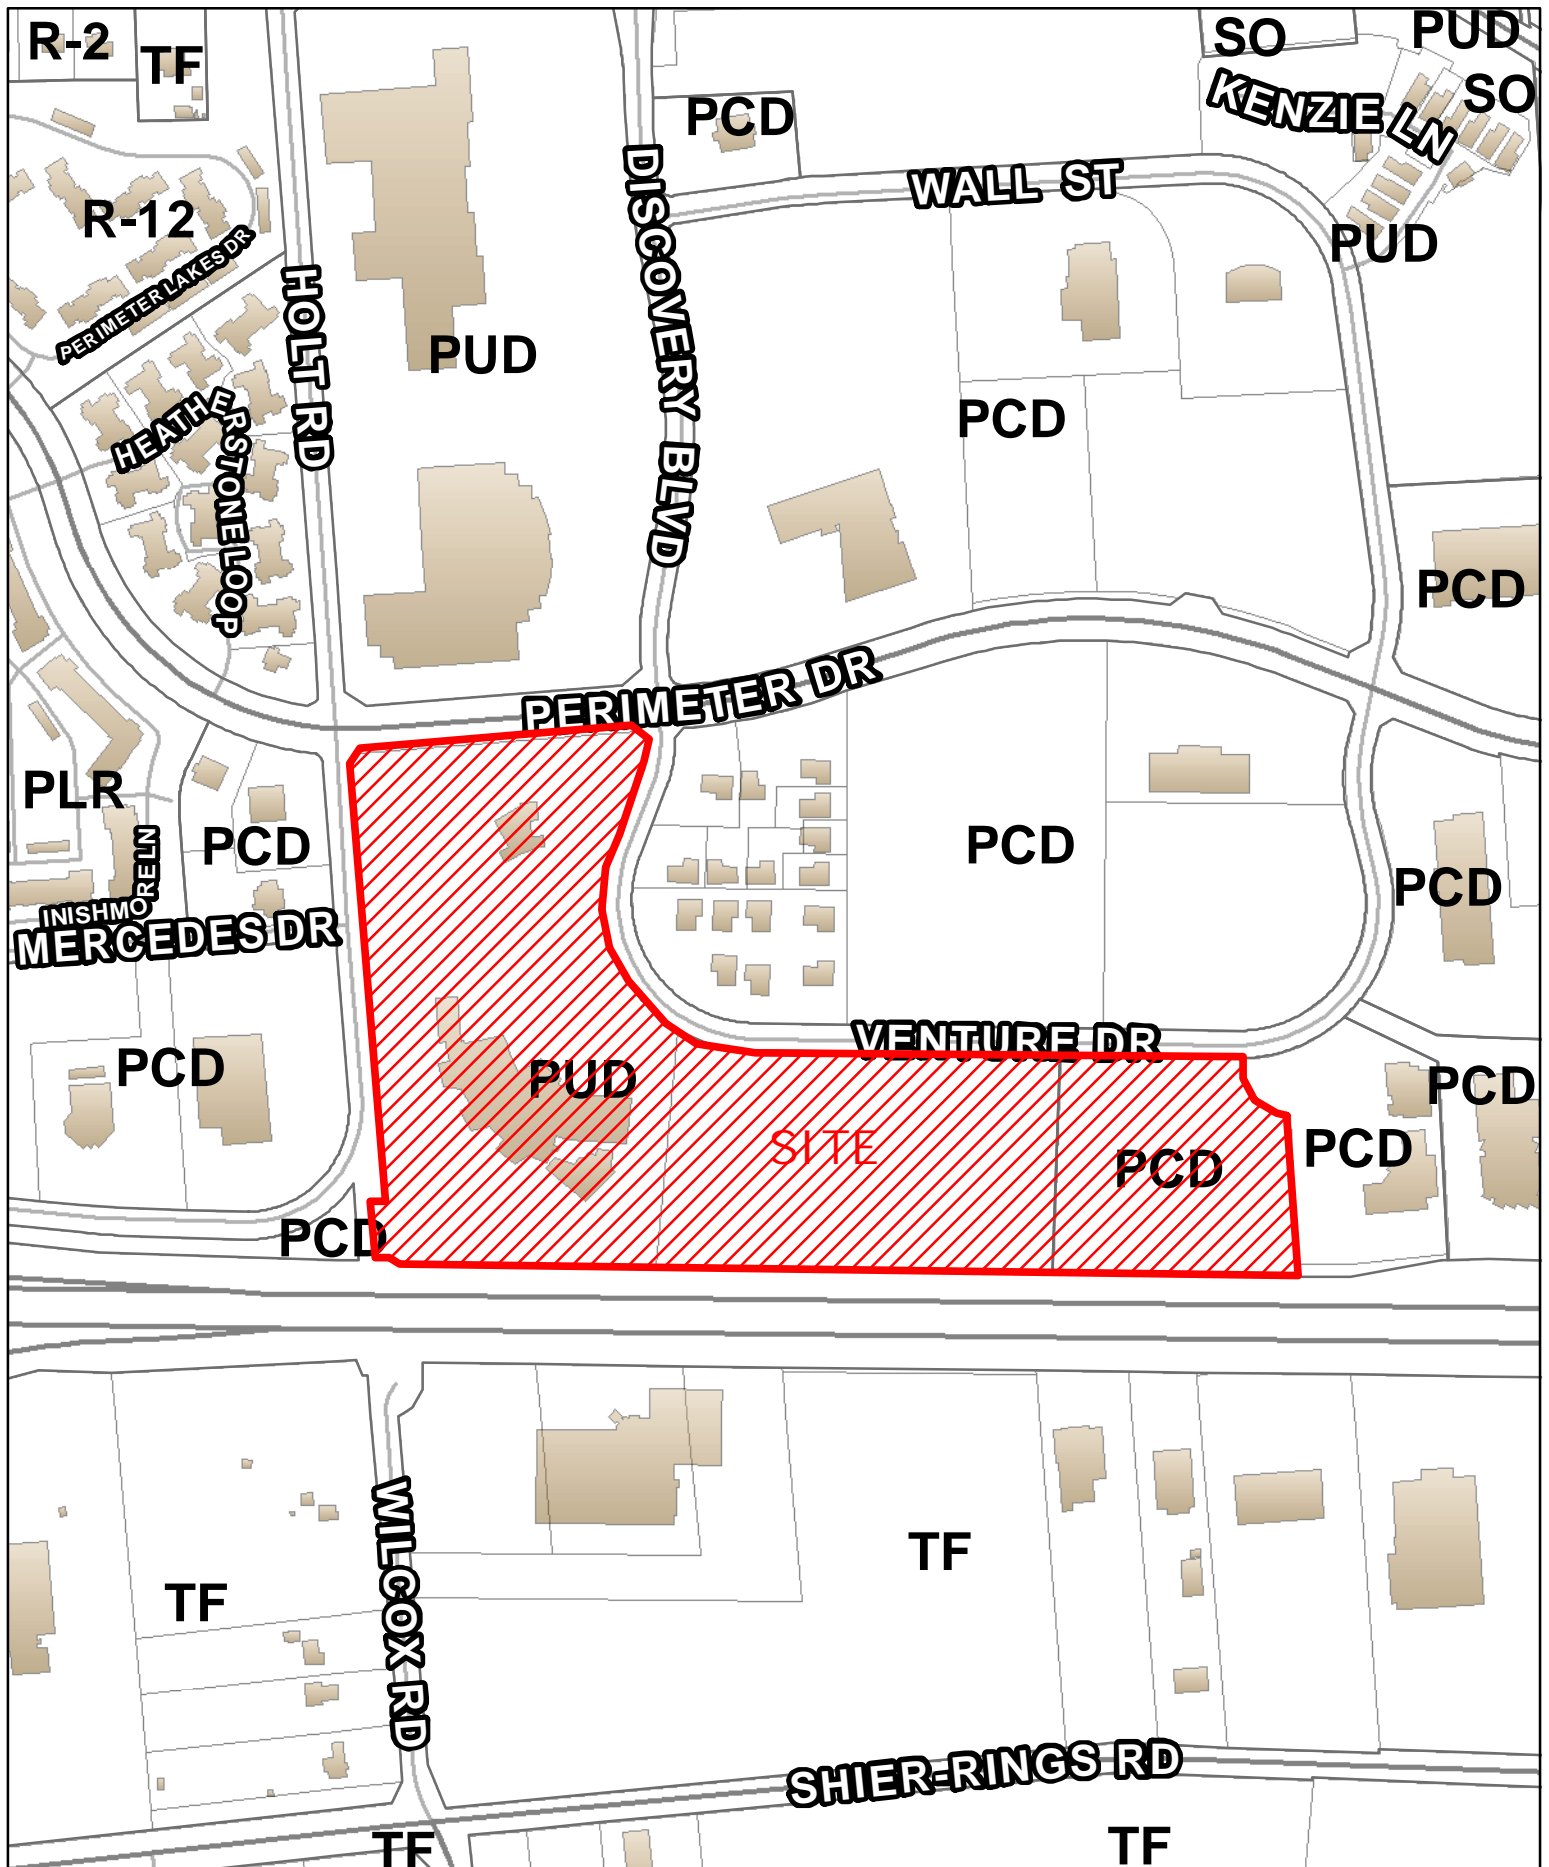 R-2
TF
SO
PUD
KENZIE LN
SO
PCD
DISCOVERY BLVD
WALL ST
R-12
PERIMETER LAKES DR
PUD
HOLT RD
PUD
HEATHERSTONE LOOP
PCD
PCD
PERIMETER DR
PLR
PCD
PCD
PCD
INISHMORE LN
MERCEDES DR
VENTURE DR
PCD
PUD
PCD
SITE
PCD
PCD
PCD
WILCOX RD
TF
TF
SHIER-RINGS RD
TF
TF